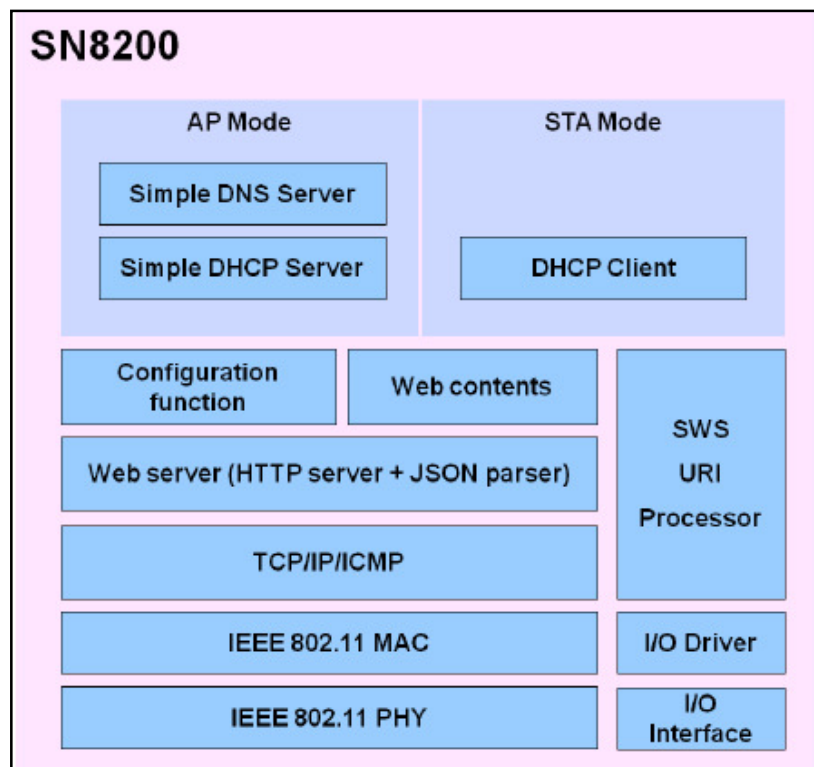 SN8200
AP Mode
STA Mode
Simple DNS Server
Simple DHCP Server
DHCP Client
Configuration
function
Web contents
SWS
URI
Processor
Web server (HTTP server + JSON parser)
TCP/IP/ICMP
IEEE 802.11 MAC
I/O Driver
IEEE 802.11 PHY
I/O
Interface